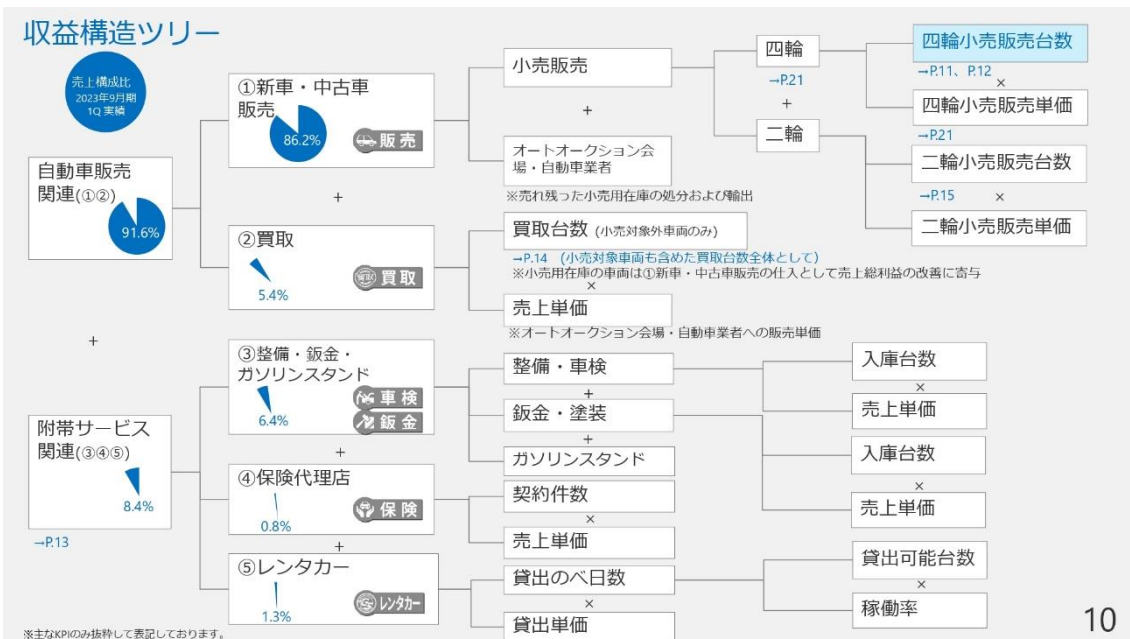 収益構造ツリー
売上構成比
2023年9月期
1Q 実績
自動車販売
関連(①②)
91.6%
+
附帯サービス
関連(③④⑤)
8.4%
→P.13
①新車・中古車
販売
86.2%
販売
+
②買取
5.4%
買取
③整備・鈑金・
ガソリンスタンド
6.4%
車検
鈑金
+
④保険代理店
0.8%
保険
+
⑤レンタカー
1.3%
レンタカー
小売販売
+
オートオークション会
場・自動車業者
※売れ残った小売用在庫の処分および輸出
買取台数 (小売対象外車両のみ)
→P.14 (小売対象車両も含めた買取台数全体として)
※小売用在庫の車両は①新車・中古車販売の仕入として売上総利益の改善に寄与
×
売上単価
※オートオークション会場・自動車業者への販売単価
整備・車検
+
鈑金・塗装
+
ガソリンスタンド
契約件数
×
売上単価
貸出のべ日数
×
貸出単価
四輪
→P.21
+
二輪
四輪小売販売台数
→P.11、P.12
×
四輪小売販売単価
→P.21
二輪小売販売台数
→P.15 ×
二輪小売販売単価
入庫台数
×
売上単価
入庫台数
×
売上単価
貸出可能台数
×
稼働率
※主なKPIのみ抜粋して表記しております。
10